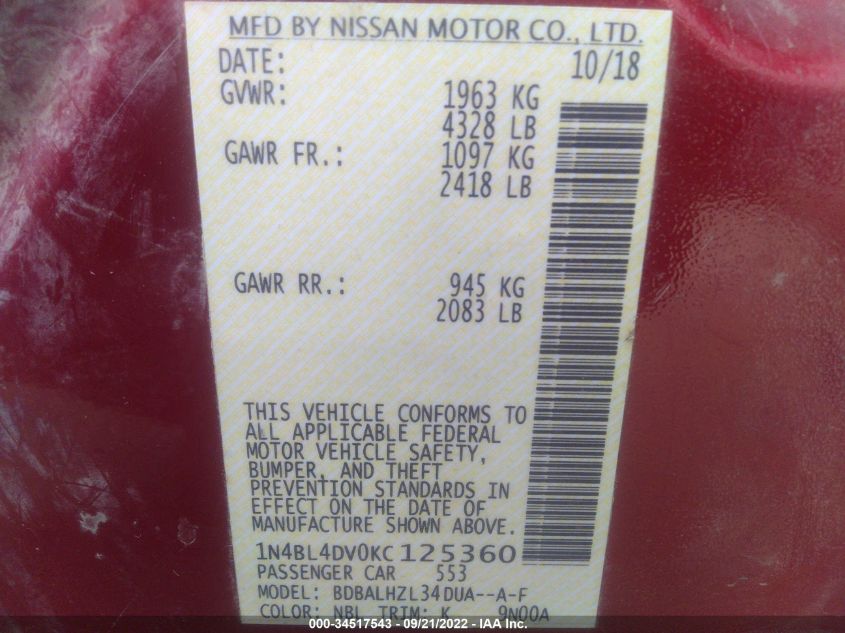 MFD BY NISSAN MOTOR CO., LTD.
DATE: 10/18
GVWR: 1963 KG
4328 LB
GAWR FR.: 1097 KG
2418 LB
GAWR RR.: 945 KG
2083 LB
THIS VEHICLE CONFORMS TO
ALL APPLICABLE FEDERAL
MOTOR VEHICLE SAFETY,
BUMPER, AND THEFT
PREVENTION STANDARDS IN
EFFECT ON THE DATE OF
MANUFACTURE SHOWN ABOVE.
1N4BL4DV0KC125360
PASSENGER CAR 553
MODEL: BDBALHZL34DUA--A-F
COLOR: NBL TRIM: K 9N00A
000-34517543 - 09/21/2022 - IAA Inc.